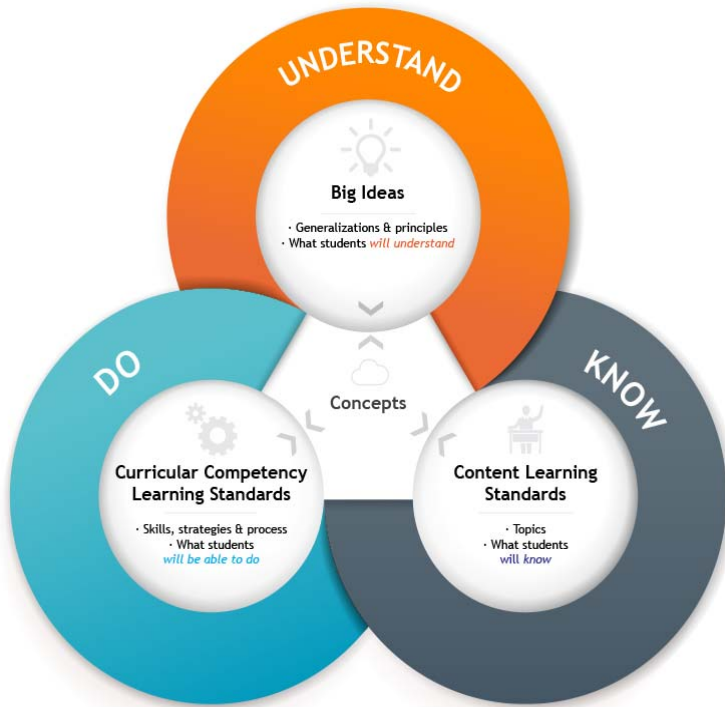 UNDERSTAND
Big Ideas
· Generalizations & principles
· What students will understand
DO
KNOW
Concepts
Curricular Competency
Learning Standards
· Skills, strategies & process
· What students
will be able to do
Content Learning
Standards
· Topics
· What students
will know